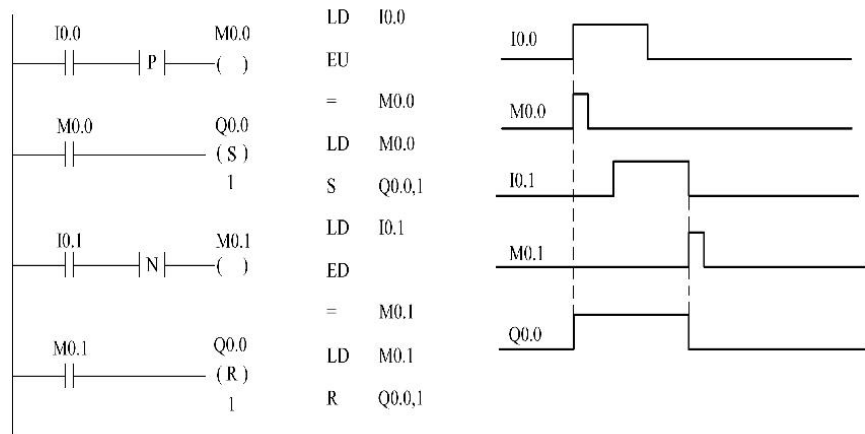 I0.0 M0.0
P ( )
M0.0 Q0.0
( S )
1
I0.1 M0.1
N ( )
M0.1 Q0.0
( R )
1
LD I0.0
EU
= M0.0
LD M0.0
S Q0.0,1
LD I0.1
ED
= M0.1
LD M0.1
R Q0.0,1
I0.0
M0.0
I0.1
M0.1
Q0.0